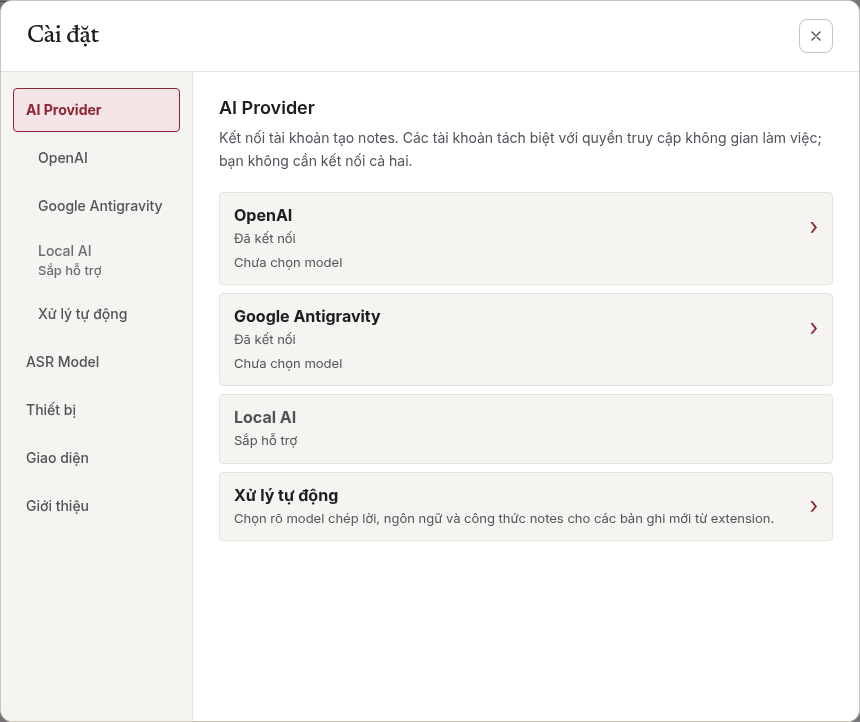 Cài đặt
AI Provider
OpenAI
Google Antigravity
Local AI
Sắp hỗ trợ
Xử lý tự động
ASR Model
Thiết bị
Giao diện
Giới thiệu
AI Provider
Kết nối tài khoản tạo notes. Các tài khoản tách biệt với quyền truy cập không gian làm việc;
bạn không cần kết nối cả hai.
OpenAI
Đã kết nối
Chưa chọn model
Google Antigravity
Đã kết nối
Chưa chọn model
Local AI
Sắp hỗ trợ
Xử lý tự động
Chọn rõ model chép lời, ngôn ngữ và công thức notes cho các bản ghi mới từ extension.